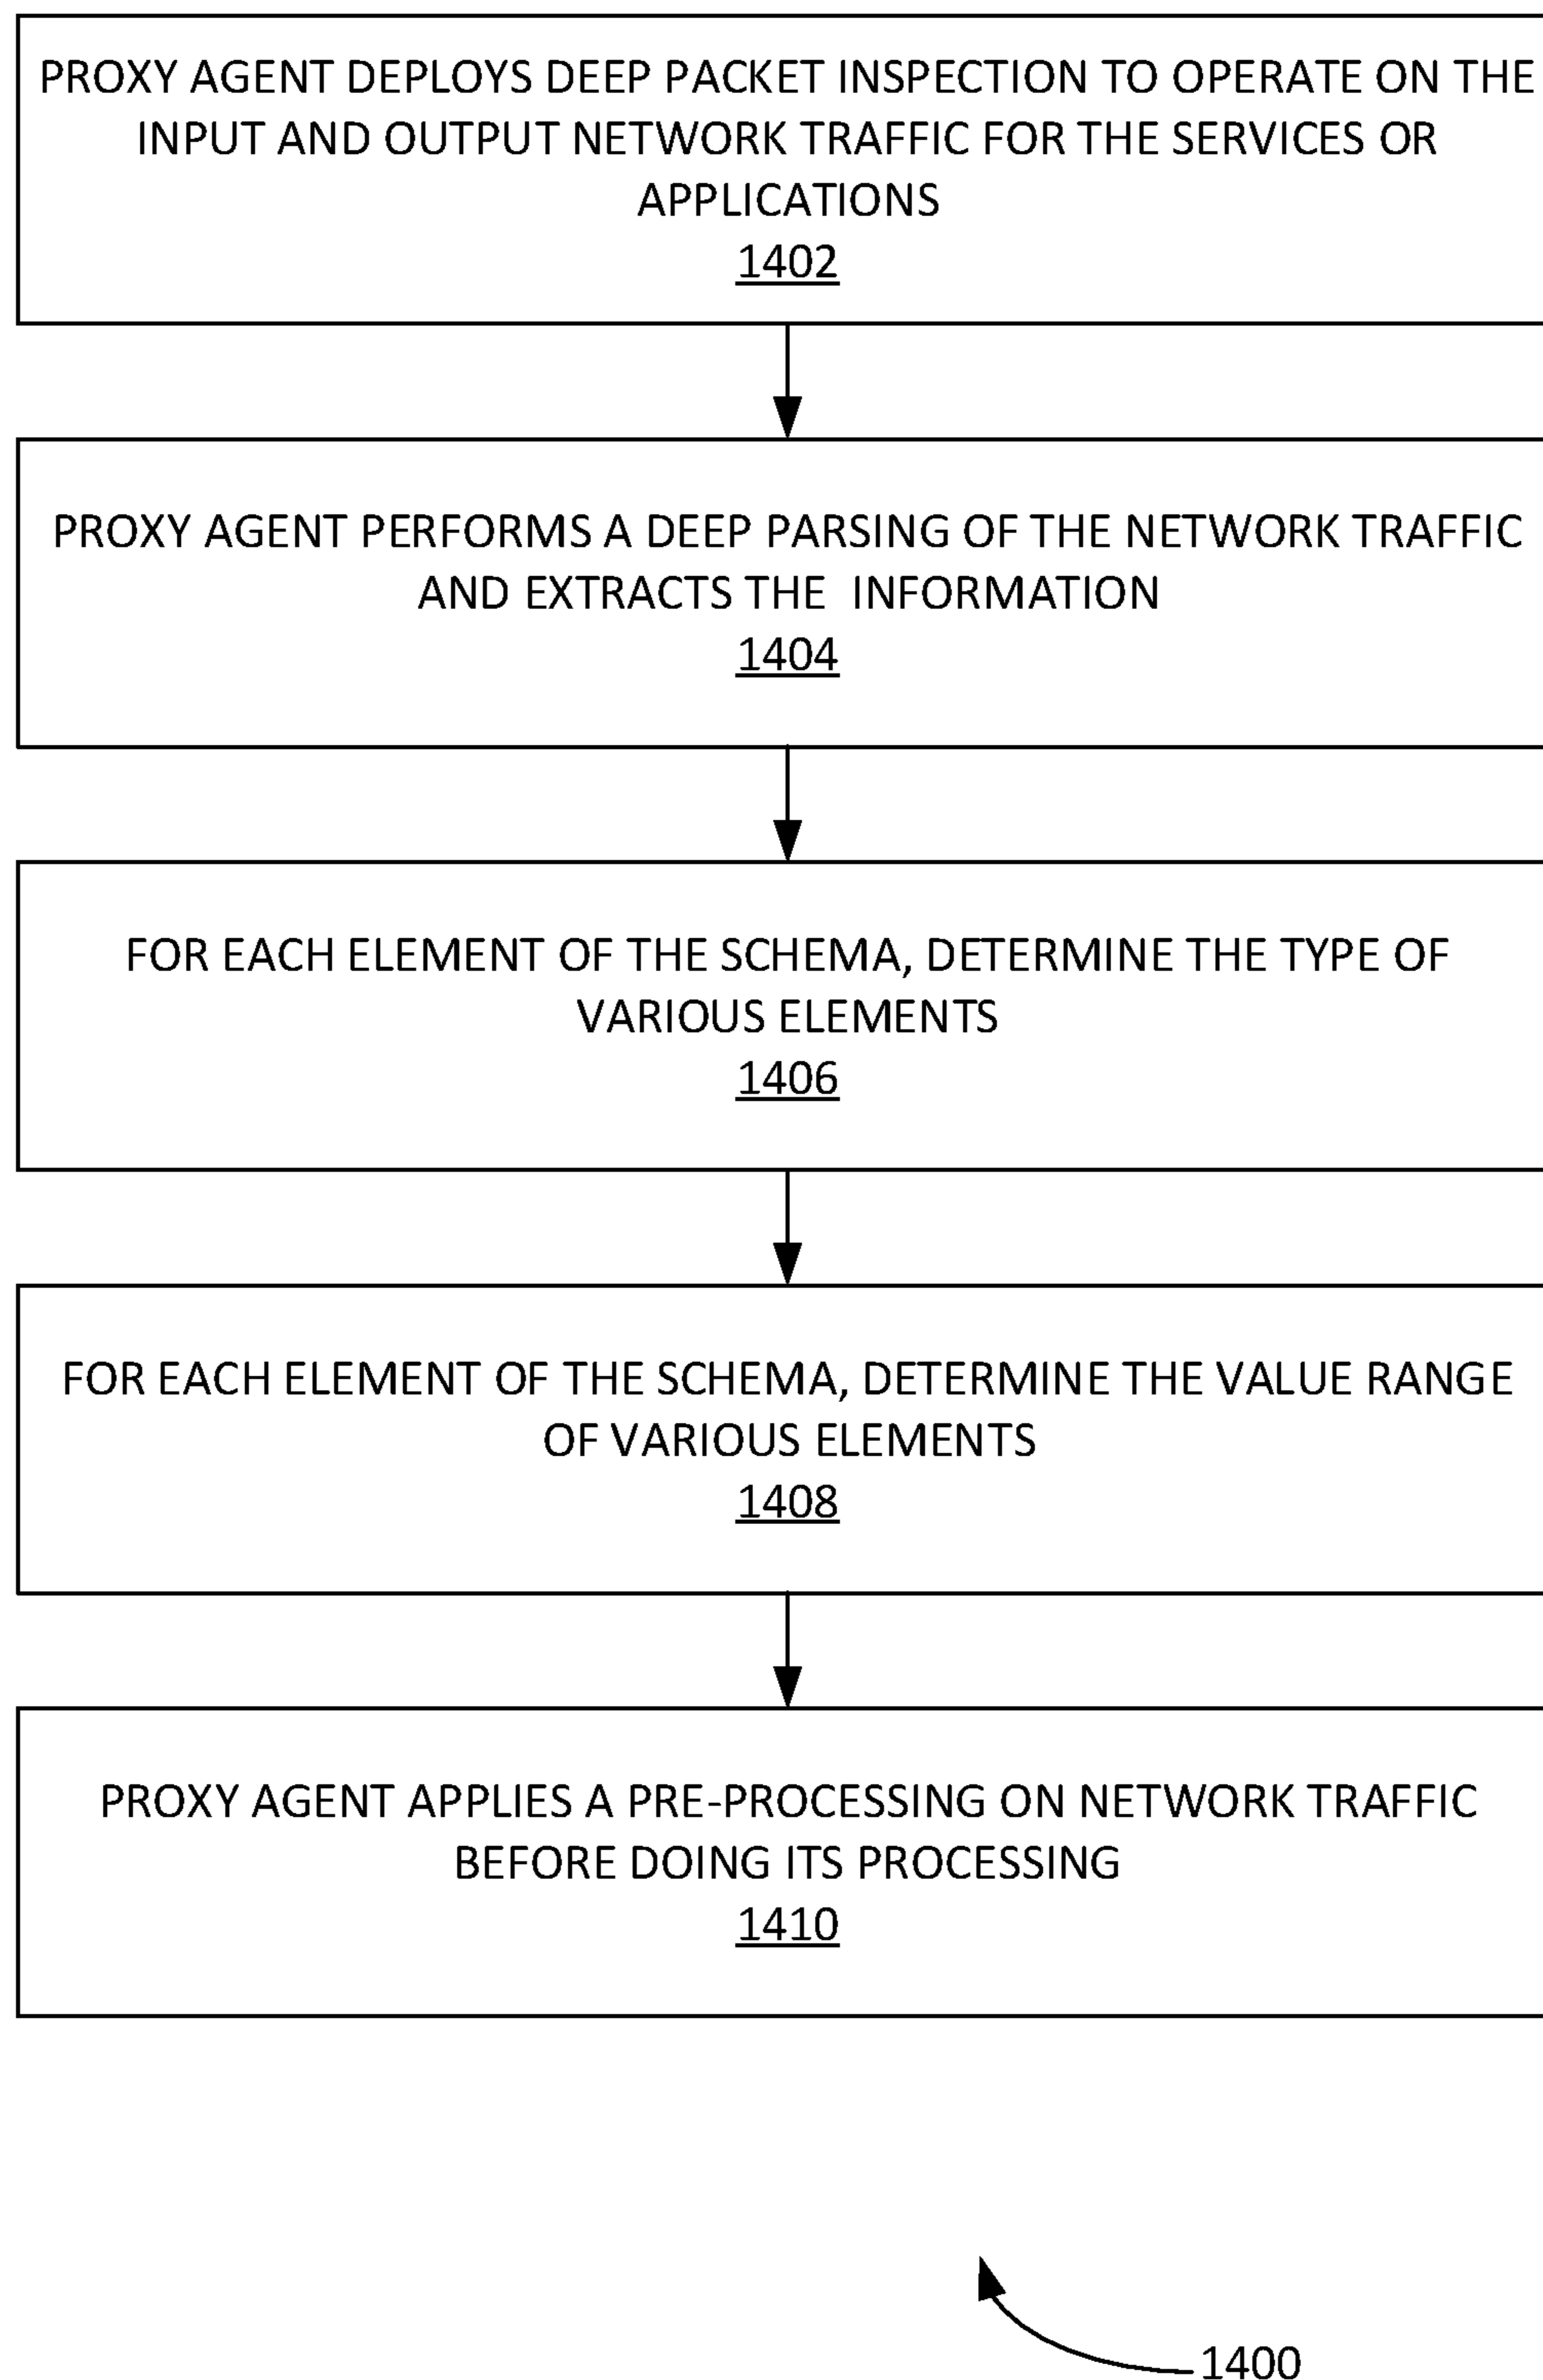 PROXY AGENT DEPLOYS DEEP PACKET INSPECTION TO OPERATE ON THE
INPUT AND OUTPUT NETWORK TRAFFIC FOR THE SERVICES OR
APPLICATIONS
1402
PROXY AGENT PERFORMS A DEEP PARSING OF THE NETWORK TRAFFIC
AND EXTRACTS THE INFORMATION
1404
FOR EACH ELEMENT OF THE SCHEMA, DETERMINE THE TYPE OF
VARIOUS ELEMENTS
1406
FOR EACH ELEMENT OF THE SCHEMA, DETERMINE THE VALUE RANGE
OF VARIOUS ELEMENTS
1408
PROXY AGENT APPLIES A PRE-PROCESSING ON NETWORK TRAFFIC
BEFORE DOING ITS PROCESSING
1410
1400